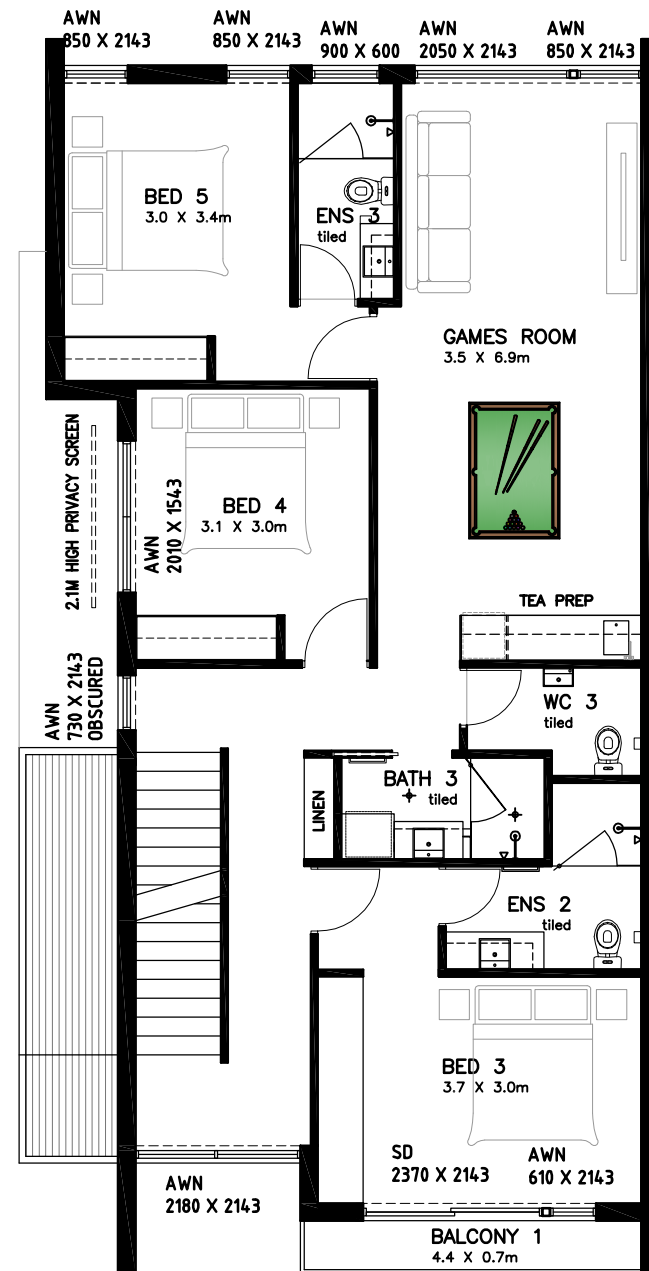 AWN
850 X 2143
AWN
850 X 2143
AWN
900 X 600
AWN
2050 X 2143
AWN
850 X 2143
BED 5
3.0 X 3.4m
ENS 3
tiled
GAMES ROOM
3.5 X 6.9m
2.1M HIGH PRIVACY SCREEN
AWN
2010 X 1543
BED 4
3.1 X 3.0m
TEA PREP
AWN
730 X 2143
OBSCURED
WC 3
tiled
BATH 3
tiled
LINEN
ENS 2
tiled
BED 3
3.7 X 3.0m
SD
2370 X 2143
AWN
610 X 2143
AWN
2180 X 2143
BALCONY 1
4.4 X 0.7m